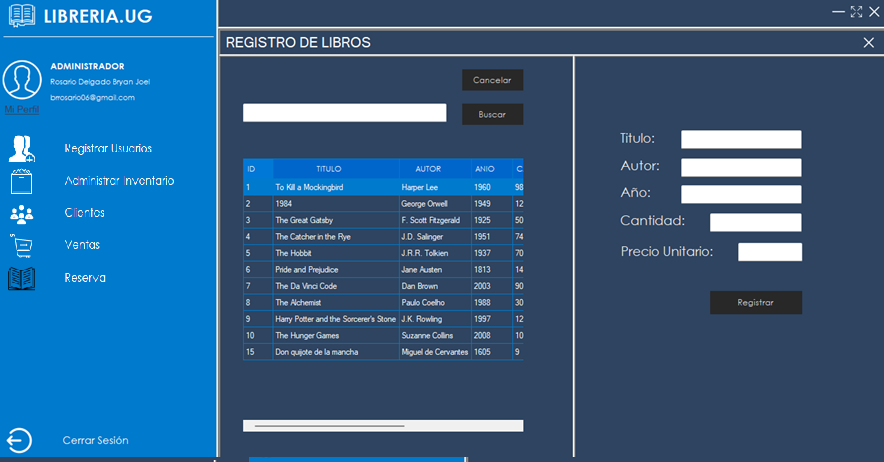 LIBRERIA.UG
ADMINISTRADOR
Rosario Delgado Bryan Joel
brrosario06@gmail.com
Mi Perfil
Registrar Usuarios
Administrar Inventario
Clientes
Ventas
Reserva
Cerrar Sesión
REGISTRO DE LIBROS
Cancelar
Buscar
ID TITULO AUTOR ANIO C
1 To Kill a Mockingbird Harper Lee 1960 98
2 1984 George Orwell 1949 12
3 The Great Gatsby F. Scott Fitzgerald 1925 50
4 The Catcher in the Rye J.D. Salinger 1951 74
5 The Hobbit J.R.R. Tolkien 1937 70
6 Pride and Prejudice Jane Austen 1813 14
7 The Da Vinci Code Dan Brown 2003 90
8 The Alchemist Paulo Coelho 1988 30
9 Harry Potter and the Sorcerer's Stone J.K. Rowling 1997 12
10 The Hunger Games Suzanne Collins 2008 10
15 Don quijote de la mancha Miguel de Cervantes 1605 9
Titulo:
Autor:
Año:
Cantidad:
Precio Unitario:
Registrar